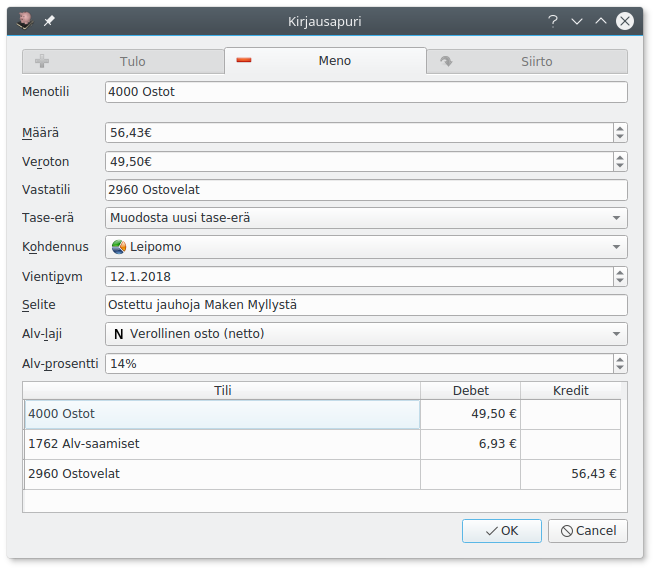 Kirjausapuri
Tulo
Meno
Siirto
Menotili 4000 Ostot
Määrä 56,43€
Veroton 49,50€
Vastatili 2960 Ostovelat
Tase-erä Muodosta uusi tase-erä
Kohdennus Leipomo
Vientipvm 12.1.2018
Selite Ostettu jauhoja Maken Myllystä
Alv-laji N Verollinen osto (netto)
Alv-prosentti 14%
Tili Debet Kredit
4000 Ostot 49,50 €
1762 Alv-saamiset 6,93 €
2960 Ostovelat 56,43 €
OK Cancel